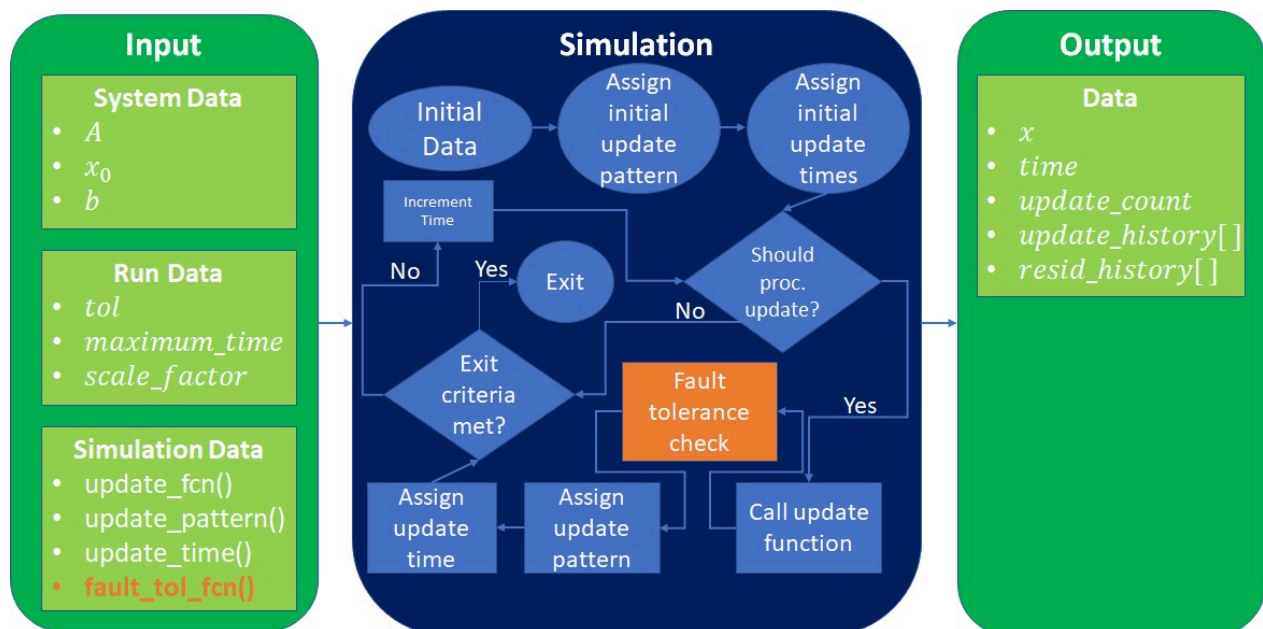 Input
System Data
• A
• x₀
• b
Run Data
• tol
• maximum_time
• scale_factor
Simulation Data
• update_fcn()
• update_pattern()
• update_time()
• fault_tol_fcn()
Simulation
Initial
Data
Assign
initial
update
pattern
Assign
initial
update
times
Increment
Time
No
Yes
Exit
Should
proc.
update?
No
Yes
Exit
criteria
met?
Fault
tolerance
check
Assign
update
time
Assign
update
pattern
Call update
function
Output
Data
• x
• time
• update_count
• update_history[]
• resid_history[]